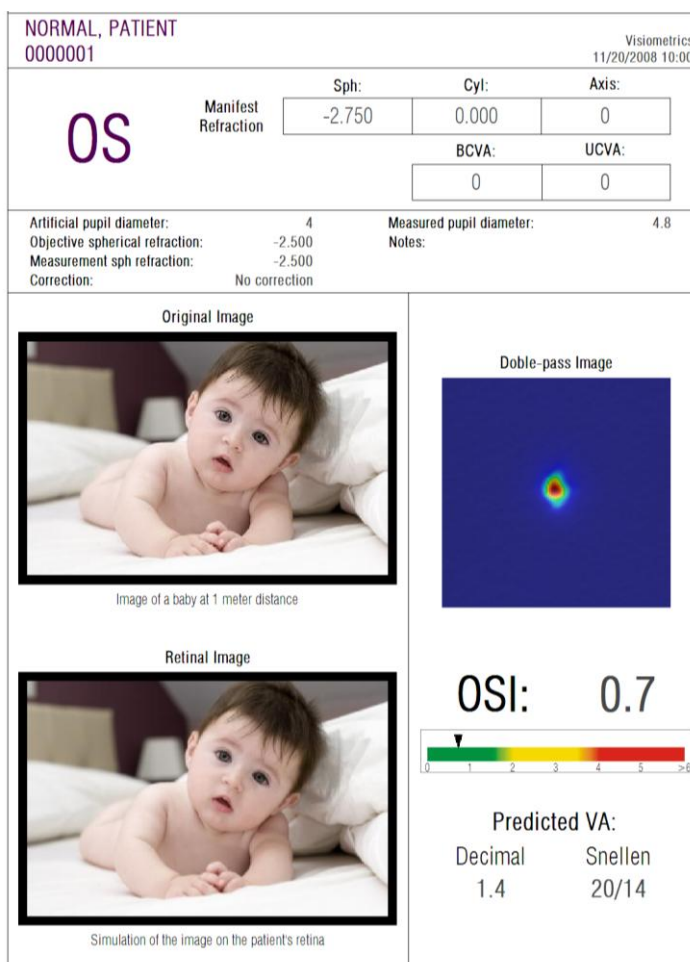 NORMAL, PATIENT
0000001
Visiometrics
11/20/2008 10:00
OS
Manifest
Refraction
Sph: Cyl: Axis:
-2.750 0.000 0
BCVA: UCVA:
0 0
Artificial pupil diameter: 4 Measured pupil diameter: 4.8
Objective spherical refraction: -2.500 Notes:
Measurement sph refraction: -2.500
Correction: No correction
Original Image
Image of a baby at 1 meter distance
Retinal Image
Simulation of the image on the patient's retina
Doble-pass Image
OSI: 0.7
0 1 2 3 4 5 >6
Predicted VA:
Decimal Snellen
1.4 20/14